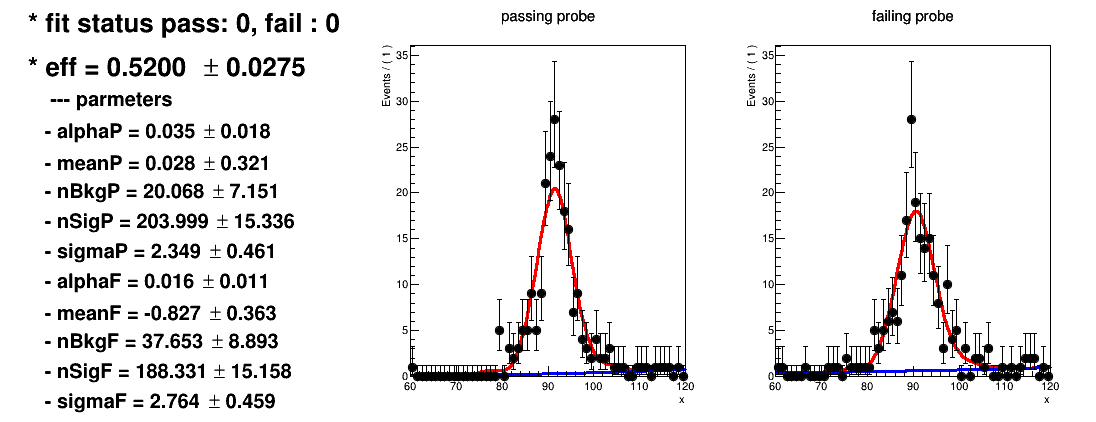 * fit status pass: 0, fail : 0
* eff = 0.5200 ± 0.0275
--- parmeters
- alphaP = 0.035 ± 0.018
- meanP = 0.028 ± 0.321
- nBkgP = 20.068 ± 7.151
- nSigP = 203.999 ± 15.336
- sigmaP = 2.349 ± 0.461
- alphaF = 0.016 ± 0.011
- meanF = -0.827 ± 0.363
- nBkgF = 37.653 ± 8.893
- nSigF = 188.331 ± 15.158
- sigmaF = 2.764 ± 0.459
passing probe
Events / ( 1 )
35
30
25
20
15
10
5
0
60 70 80 90 100 110 120
x
failing probe
Events / ( 1 )
35
30
25
20
15
10
5
0
60 70 80 90 100 110 120
x